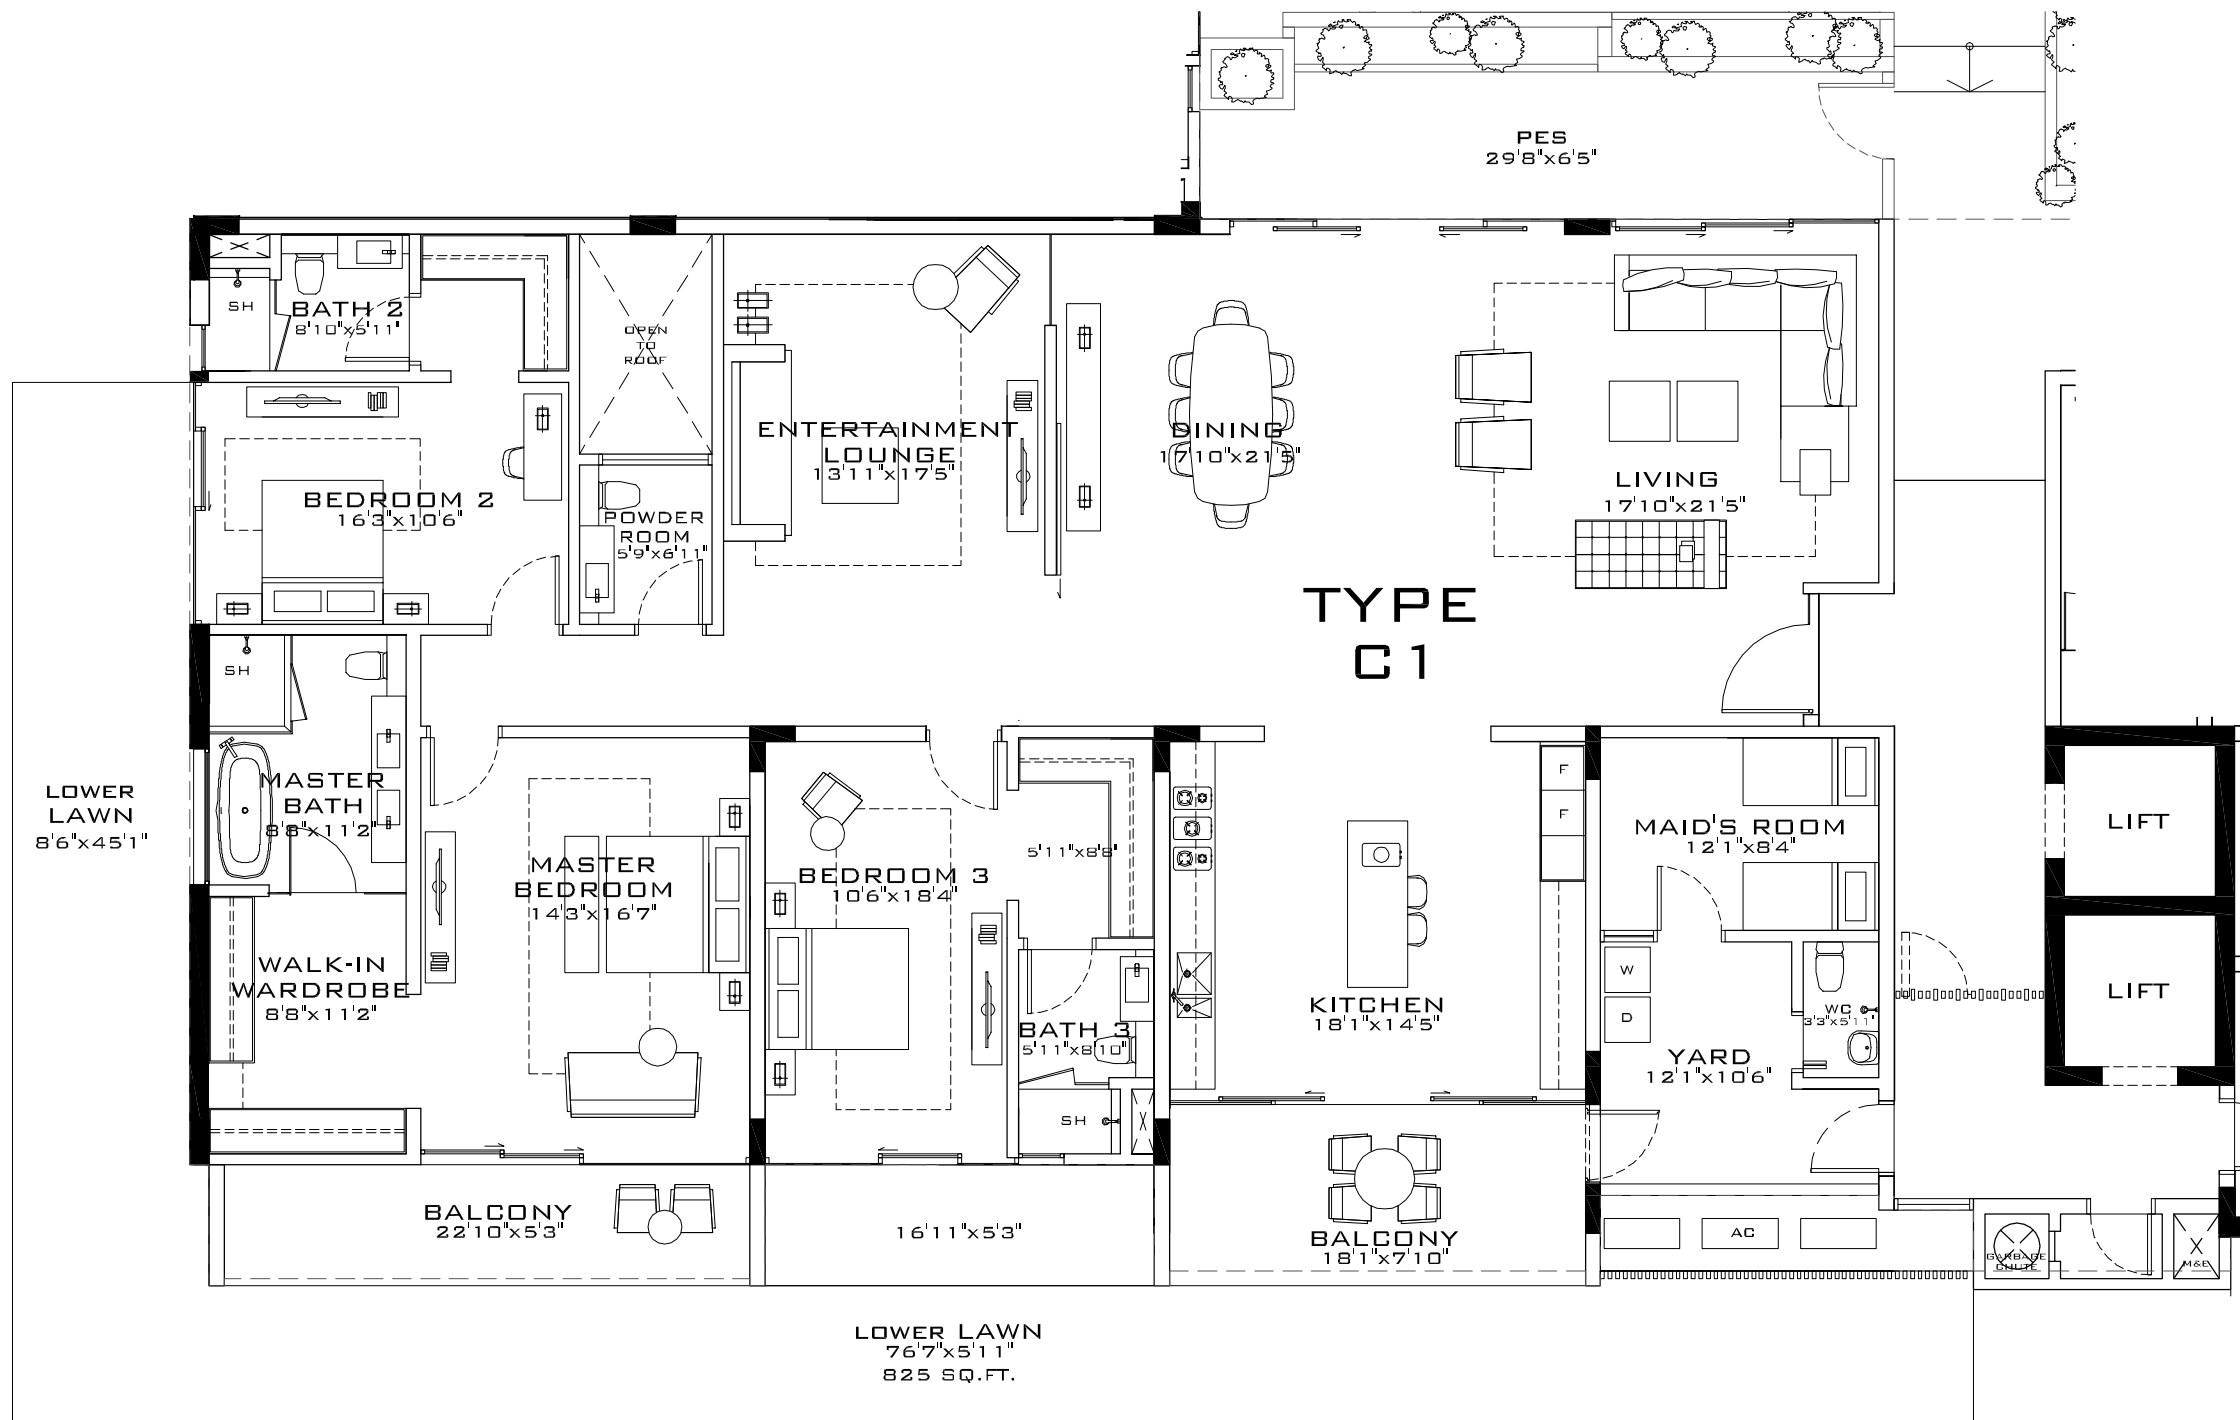 PES
29'8"x6'5"
SH
BATH 2
8'10"x5'11"
OPEN
TO
ROOF
ENTERTAINMENT
LOUNGE
13'11"x17'5"
DINING
17'10"x21'5"
LIVING
17'10"x21'5"
BEDROOM 2
16'3"x10'6"
POWDER
ROOM
5'9"x6'11"
TYPE
C1
SH
MASTER
BATH
8'8"x11'2"
LOWER
LAWN
8'6"x45'1"
MASTER
BEDROOM
14'3"x16'7"
BEDROOM 3
10'6"x18'4"
5'11"x8'8"
F
F
MAID'S ROOM
12'1"x8'4"
LIFT
WALK-IN
WARDROBE
8'8"x11'2"
KITCHEN
18'1"x14'5"
BATH 3
5'11"x8'10"
W
D
WC
3'3"x5'11"
LIFT
YARD
12'1"x10'6"
SH
BALCONY
22'10"x5'3"
16'11"x5'3"
BALCONY
18'1"x7'10"
AC
GARBAGE
CHUTE
M&E
LOWER LAWN
76'7"x5'11"
825 SQ.FT.